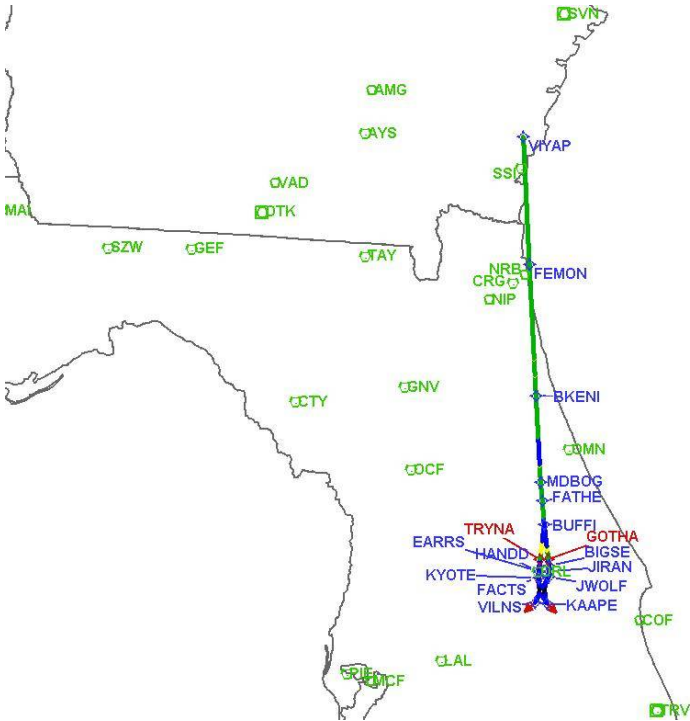 SVN
AMG
AYS
VIYAP
SSI
VAD
OTK
MAI
SZW
GEF
TAY
NRB
FEMON
CRG
NIP
GNV
BKENI
CTY
OMN
OCF
MDBOG
FATHE
TRYNA
BUFFI
GOTHA
EARRS
HANDD
BIGSE
ORL
JIRAN
KYOTE
FACTS
JWOLF
VILNS
KAAPE
COF
LAL
PIE
MCF
TRV